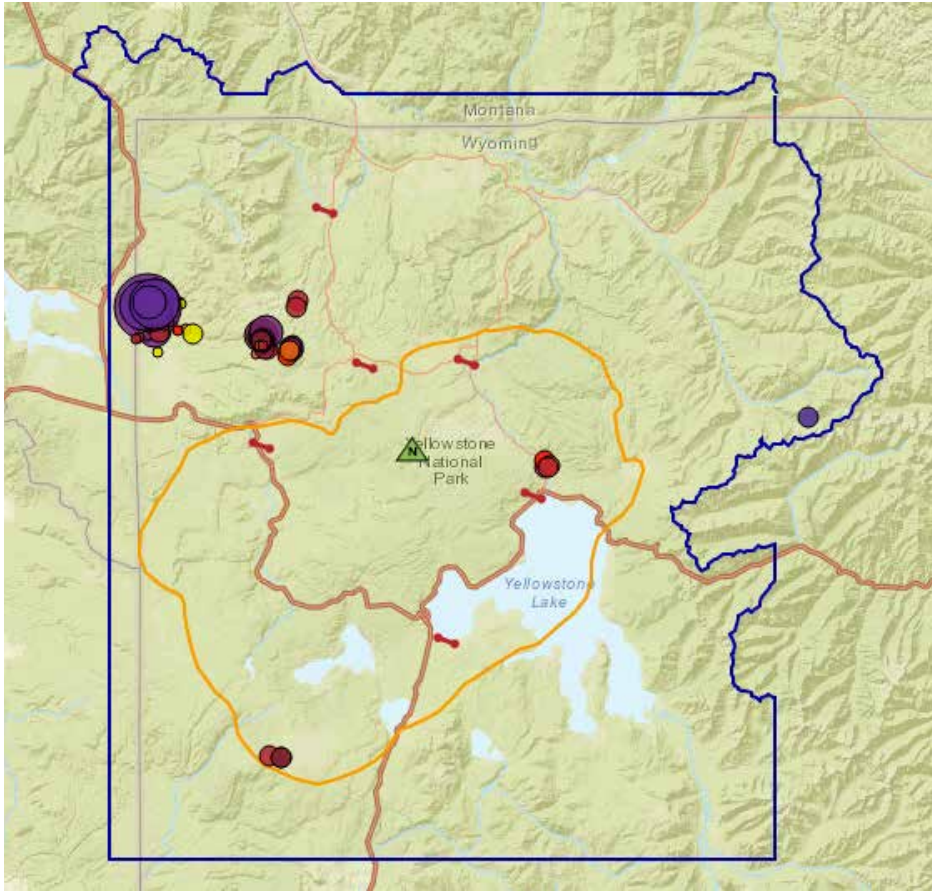 Montana
Wyoming
N
Yellowstone
National
Park
Yellowstone
Lake